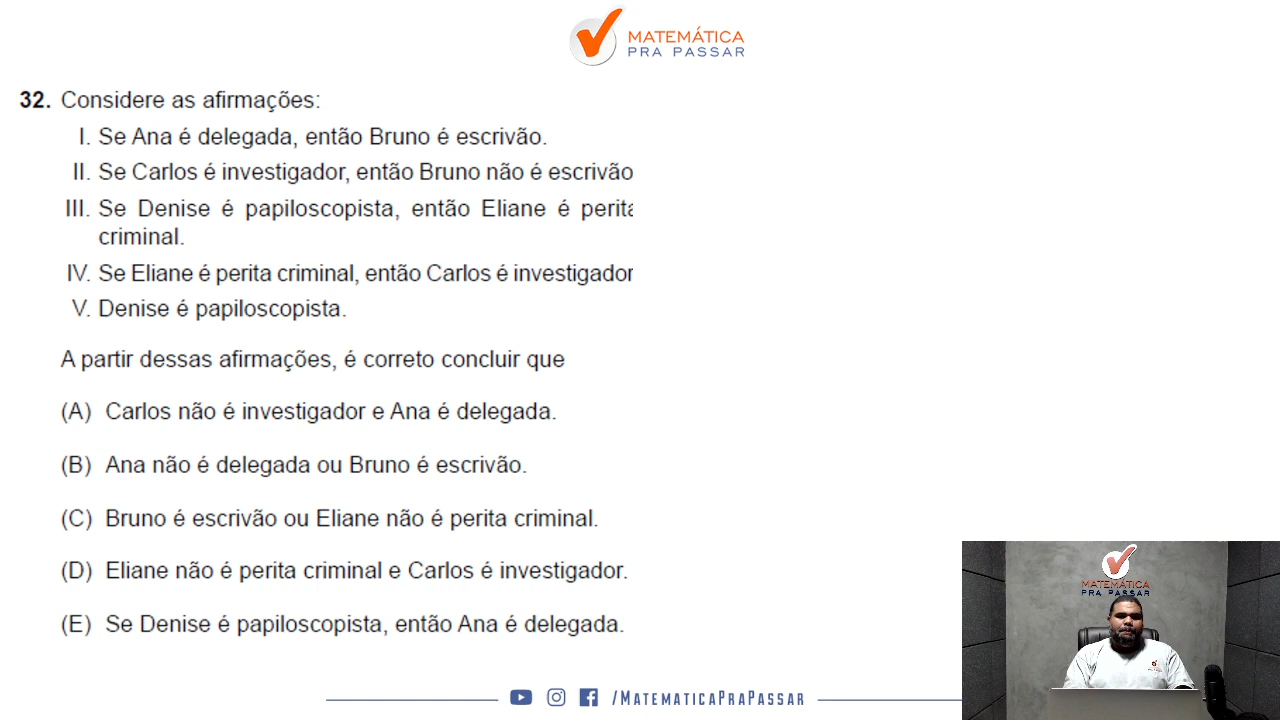 MATEMÁTICA
PRA PASSAR
32. Considere as afirmações:
I. Se Ana é delegada, então Bruno é escrivão.
II. Se Carlos é investigador, então Bruno não é escrivão
III. Se Denise é papiloscopista, então Eliane é perita
criminal.
IV. Se Eliane é perita criminal, então Carlos é investigador
V. Denise é papiloscopista.
A partir dessas afirmações, é correto concluir que
(A) Carlos não é investigador e Ana é delegada.
(B) Ana não é delegada ou Bruno é escrivão.
(C) Bruno é escrivão ou Eliane não é perita criminal.
(D) Eliane não é perita criminal e Carlos é investigador.
(E) Se Denise é papiloscopista, então Ana é delegada.
MATEMÁTICA
PRA PASSAR
/MATEMATICAPRAPASSAR